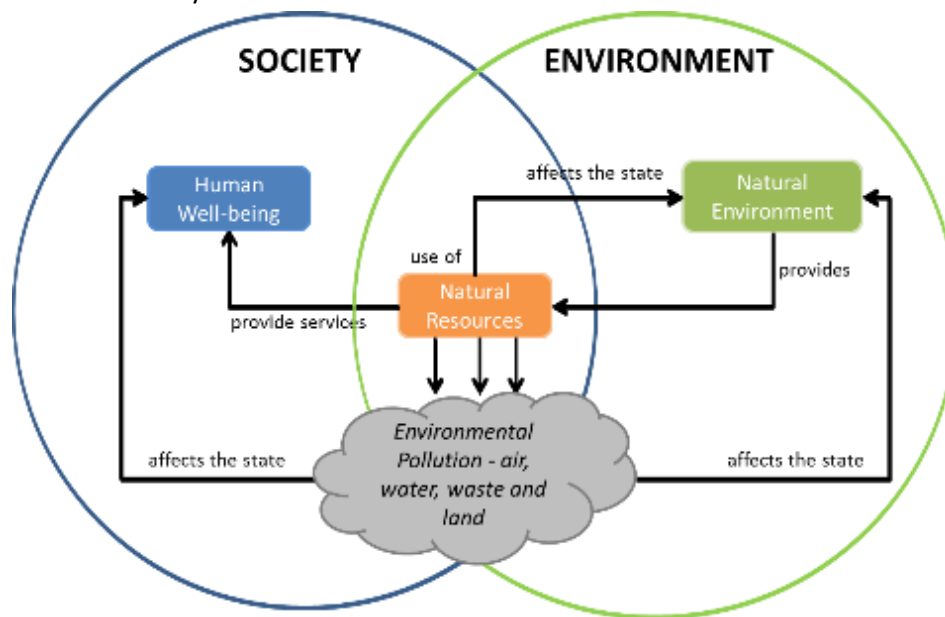 SOCIETY
ENVIRONMENT
affects the state
Human
Well-being
Natural
Environment
use of
provides
Natural
Resources
provide services
Environmental
Pollution - air,
water, waste and
land
affects the state
affects the state